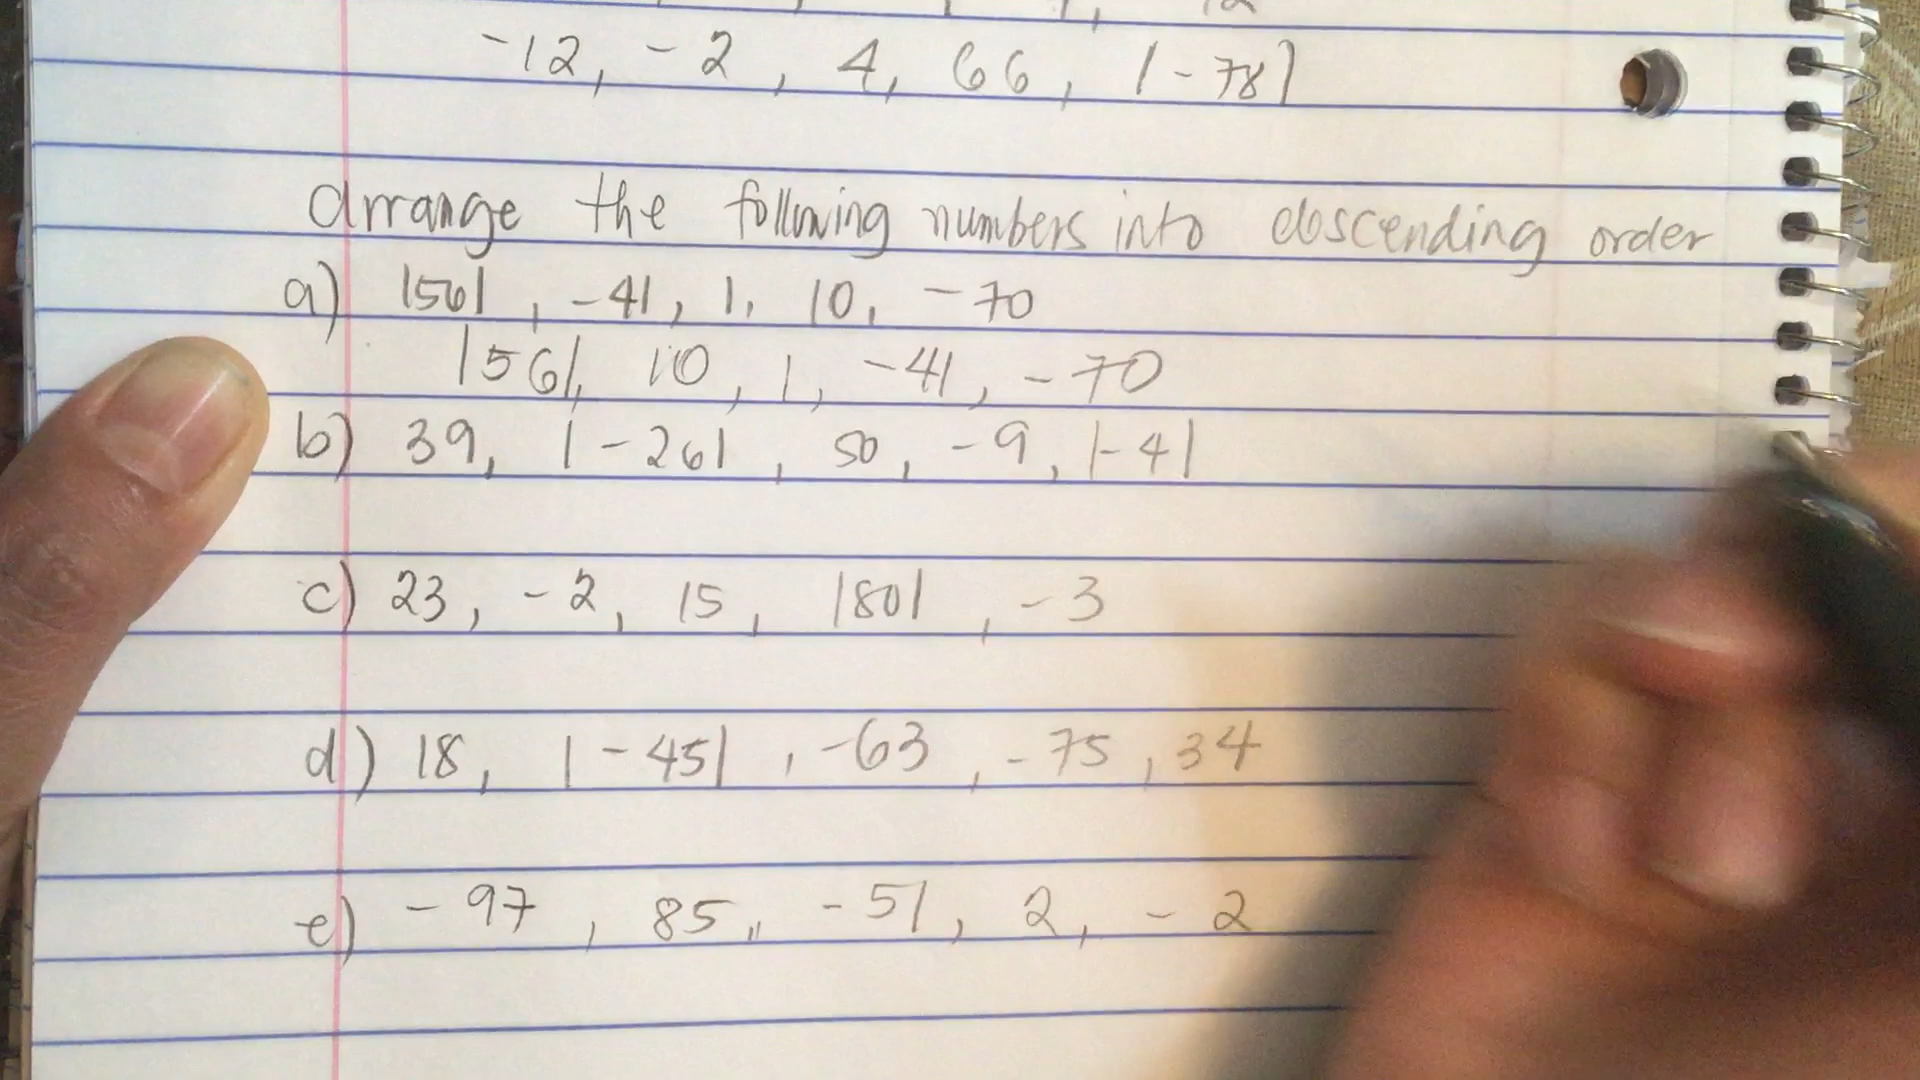 -12, -2, 4, 66, |-78|
arrange the following numbers into descending order
a) |56|, -41, 1, 10, -70
|56|, 10, 1, -41, -70
b) 39, |-26|, 50, -9, |-4|
c) 23, -2, 15, |80|, -3
d) 18, |-45|, -63, -75, 34
e) -97, 85, -51, 2, -2